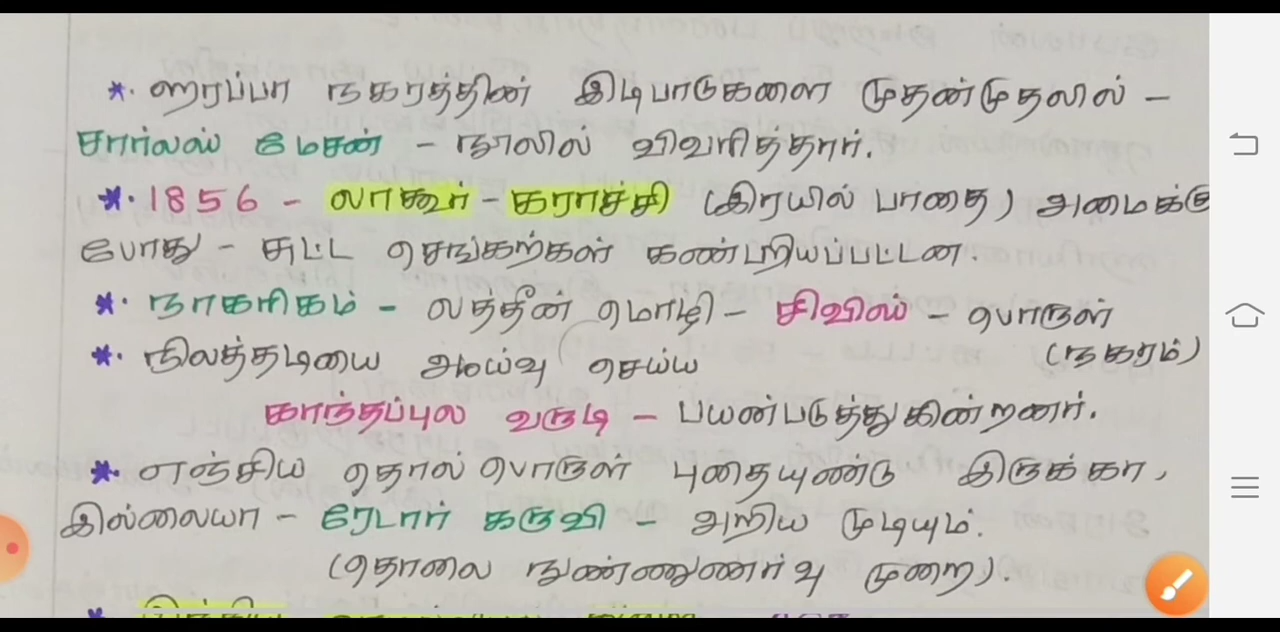 *. ஹரப்பா நகரத்தின் இடிபாடுகளை முதன்முதலில் -
சார்லஸ் மேசன் - நூலில் விவரித்தார்.
*. 1856 - லாகூர் - கராச்சி (இரயில் பாதை) அமைக்கு
போது - சுட்ட செங்கற்கள் கண்டறியப்பட்டன.
*. நாகரிகம் - லத்தீன் மொழி - சிவிஸ் - பொருள்
(நகரம்)
*. நிலத்தடியை ஆய்வு செய்ய
காந்தப்புல வருடி - பயன்படுத்துகின்றனர்.
* எஞ்சிய தொல் பொருள் புதையுண்டு இருக்கா,
இல்லையா - ரேடார் கருவி - அறிய முடியும்.
(தொலை நுண்ணுணர்வு முறை).